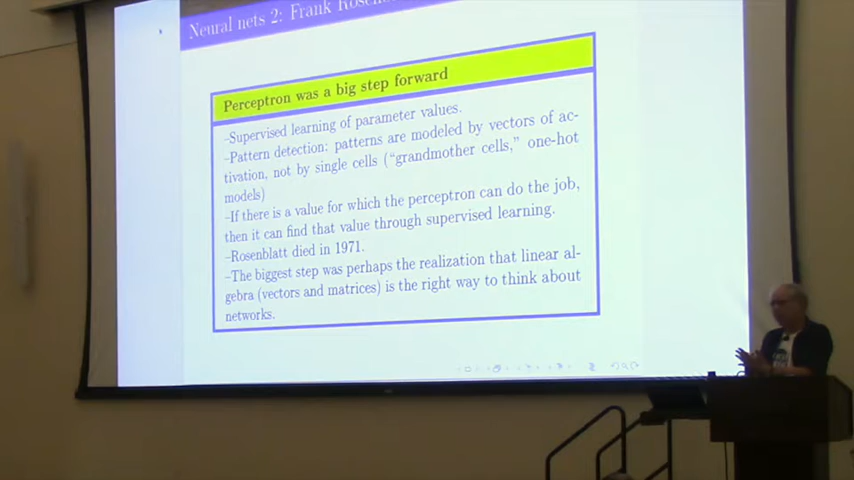 Neural nets 2: Frank
Perceptron was a big step forward
–Supervised learning of parameter values.
–Pattern detection: patterns are modeled by vectors of ac-
tivation, not by single cells (“grandmother cells,” one-hot
models)
–If there is a value for which the perceptron can do the job,
then it can find that value through supervised learning.
–Rosenblatt died in 1971.
–The biggest step was perhaps the realization that linear al-
gebra (vectors and matrices) is the right way to think about
networks.